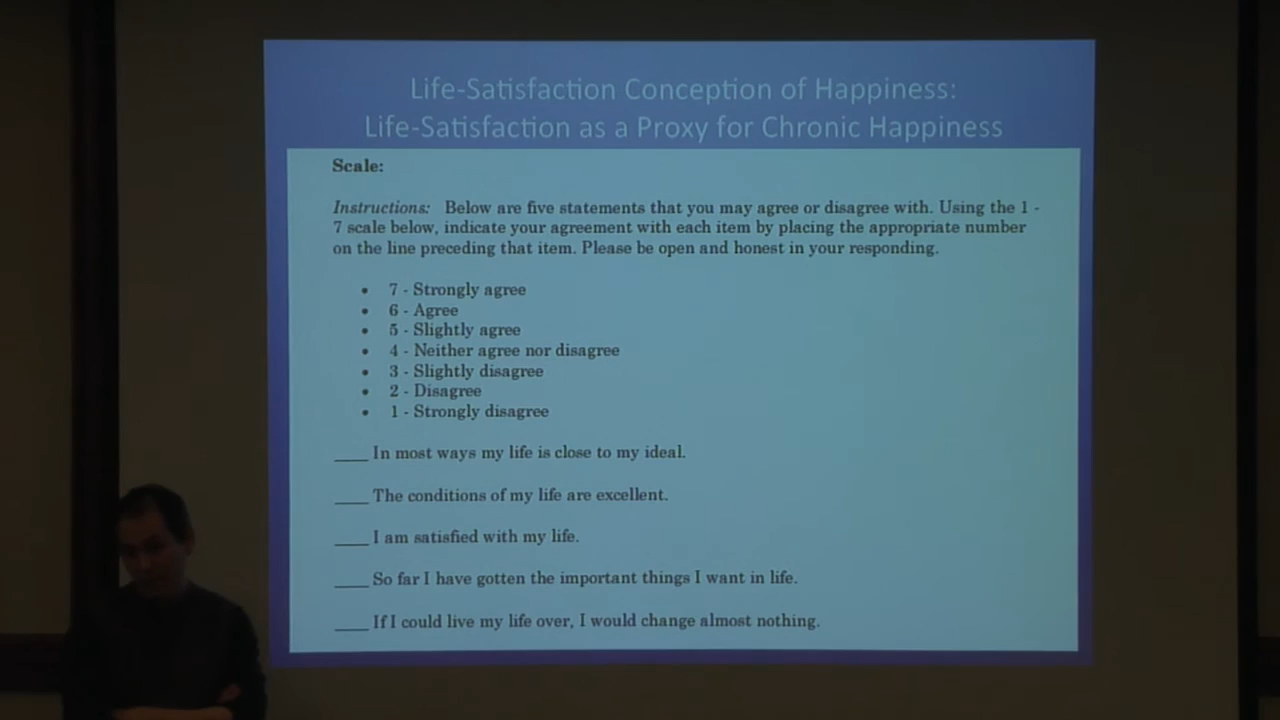 Life-Satisfaction Conception of Happiness:
Life-Satisfaction as a Proxy for Chronic Happiness
Scale:
Instructions: Below are five statements that you may agree or disagree with. Using the 1 -
7 scale below, indicate your agreement with each item by placing the appropriate number
on the line preceding that item. Please be open and honest in your responding.
• 7 - Strongly agree
• 6 - Agree
• 5 - Slightly agree
• 4 - Neither agree nor disagree
• 3 - Slightly disagree
• 2 - Disagree
• 1 - Strongly disagree
____ In most ways my life is close to my ideal.
____ The conditions of my life are excellent.
____ I am satisfied with my life.
____ So far I have gotten the important things I want in life.
____ If I could live my life over, I would change almost nothing.